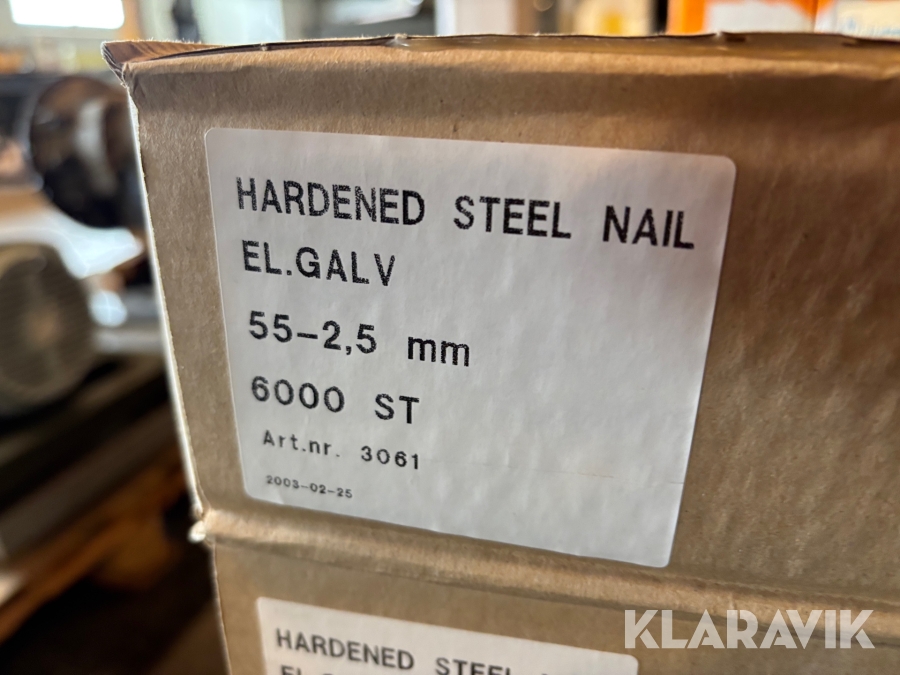 HARDENED STEEL NAIL
EL.GALV
55-2,5 mm
6000 ST
Art.nr. 3061
2003-02-25
HARDENED
KLARAVIK